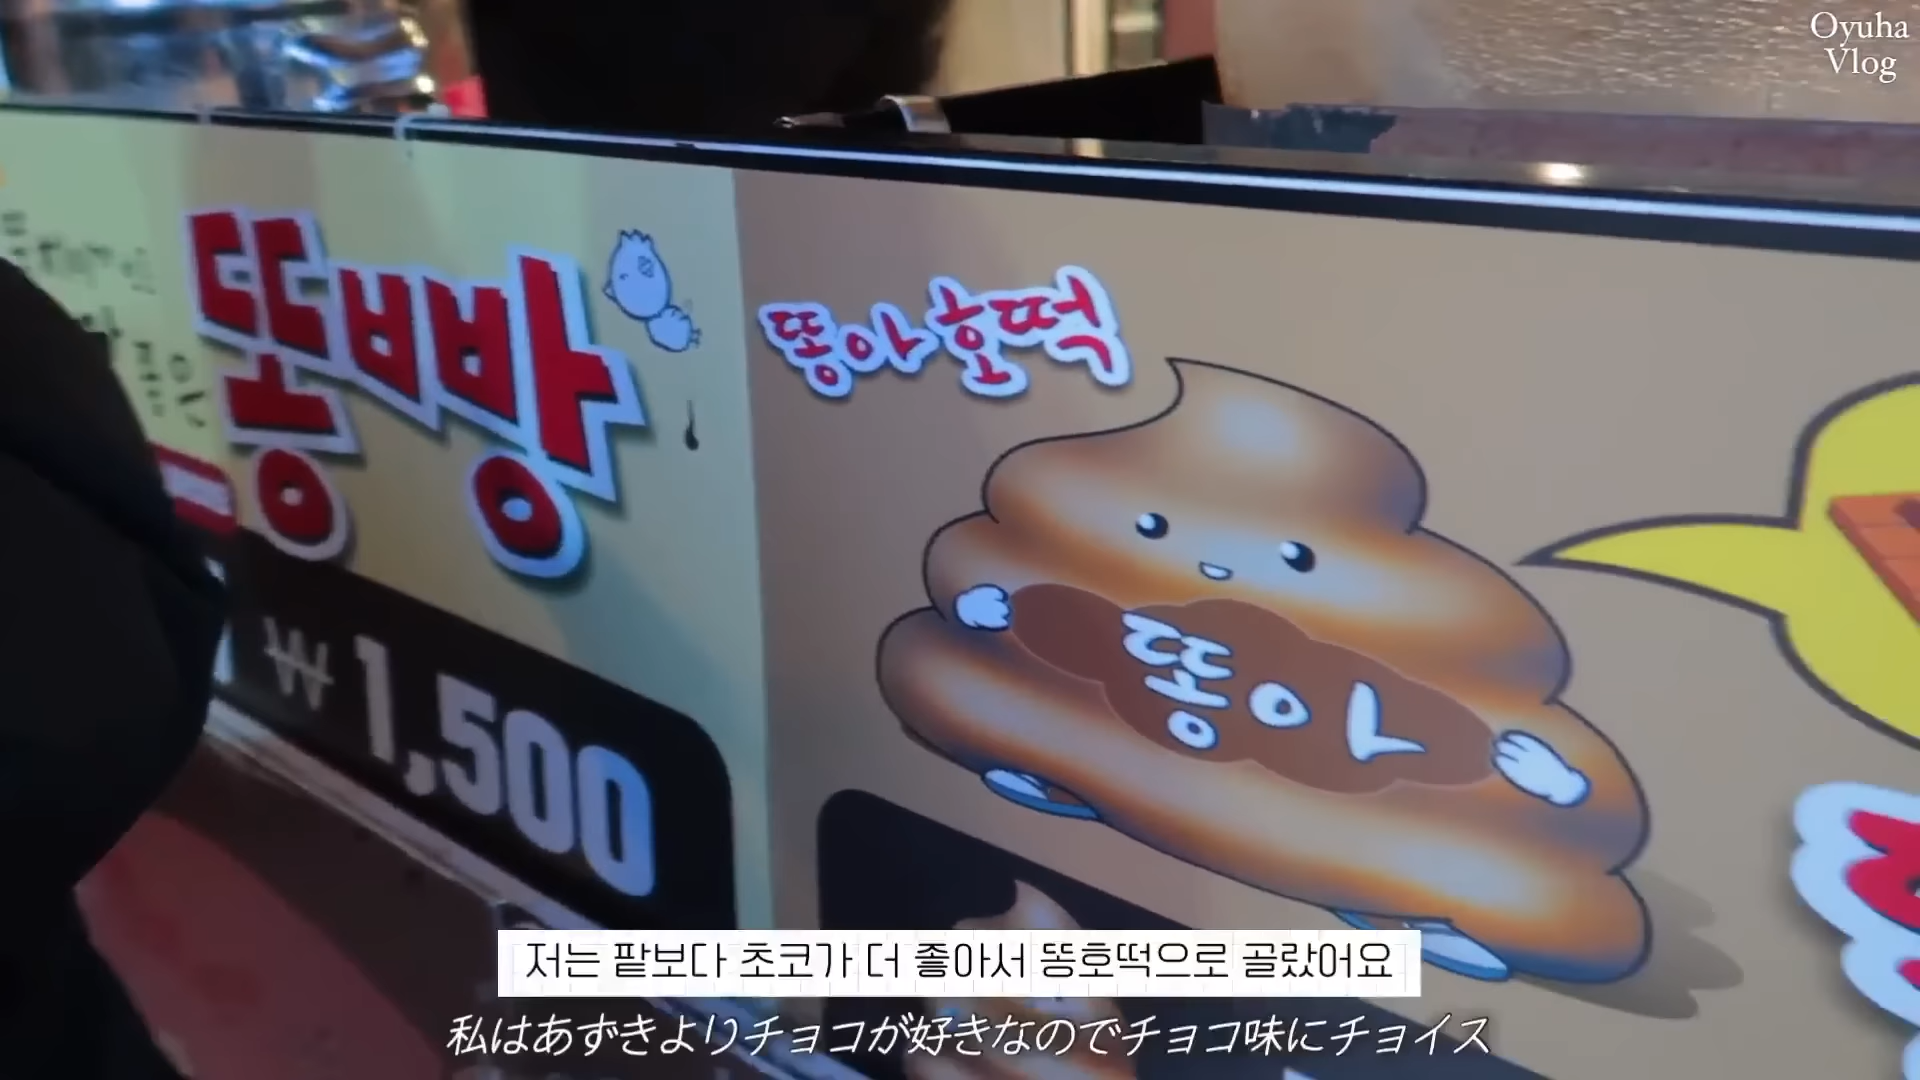 Oyuha
Vlog
똥빵
₩1,500
똥아호떡
똥아
저는 팥보다 초코가 더 좋아서 똥호떡으로 골랐어요
私はあずきよりチョコが好きなのでチョコ味にチョイス